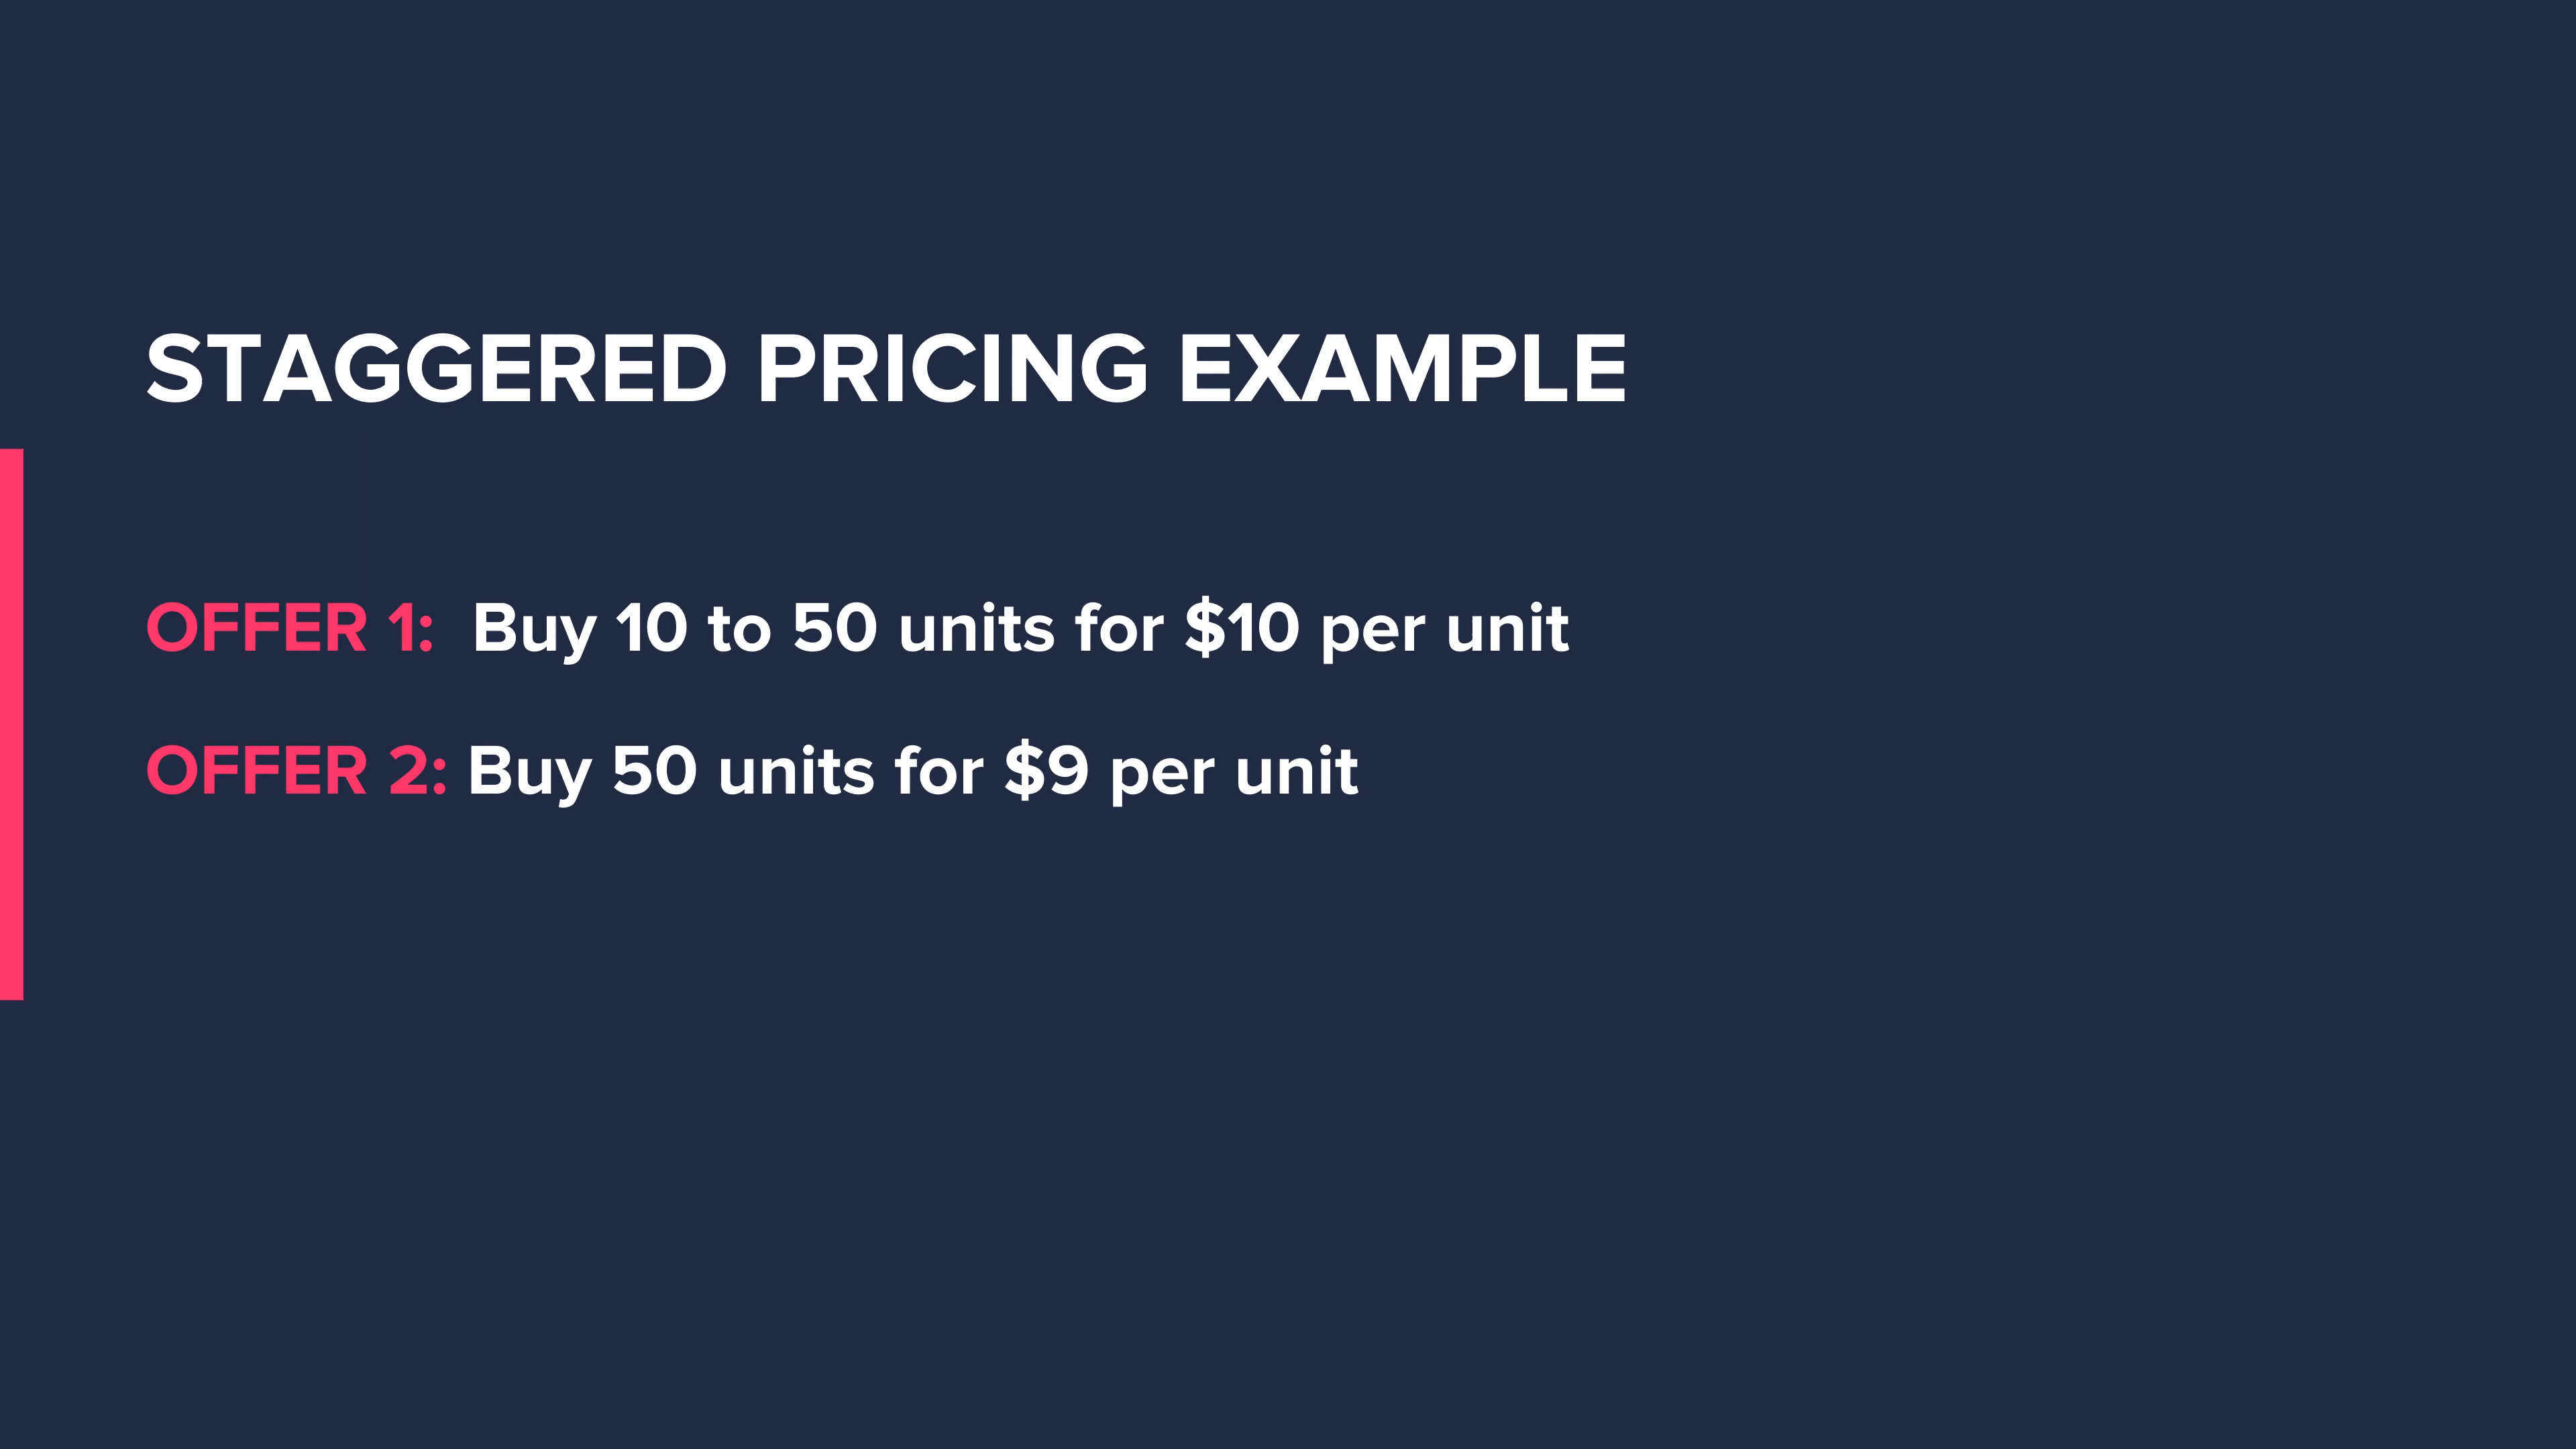 STAGGERED PRICING EXAMPLE
OFFER 1: Buy 10 to 50 units for $10 per unit
OFFER 2: Buy 50 units for $9 per unit